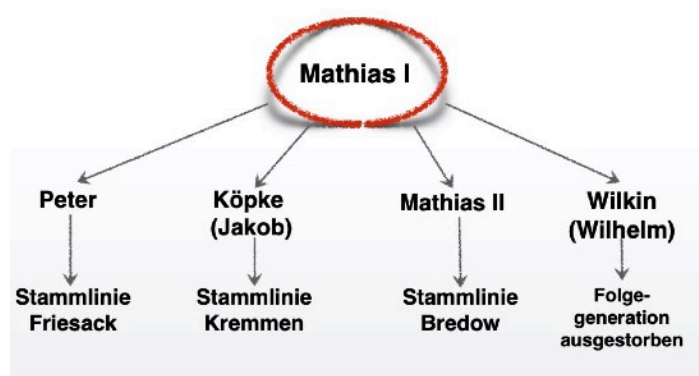 Mathias I
Peter
Köpke
(Jakob)
Mathias II
Wilkin
(Wilhelm)
Stammlinie
Friesack
Stammlinie
Kremmen
Stammlinie
Bredow
Folge-
generation
ausgestorben